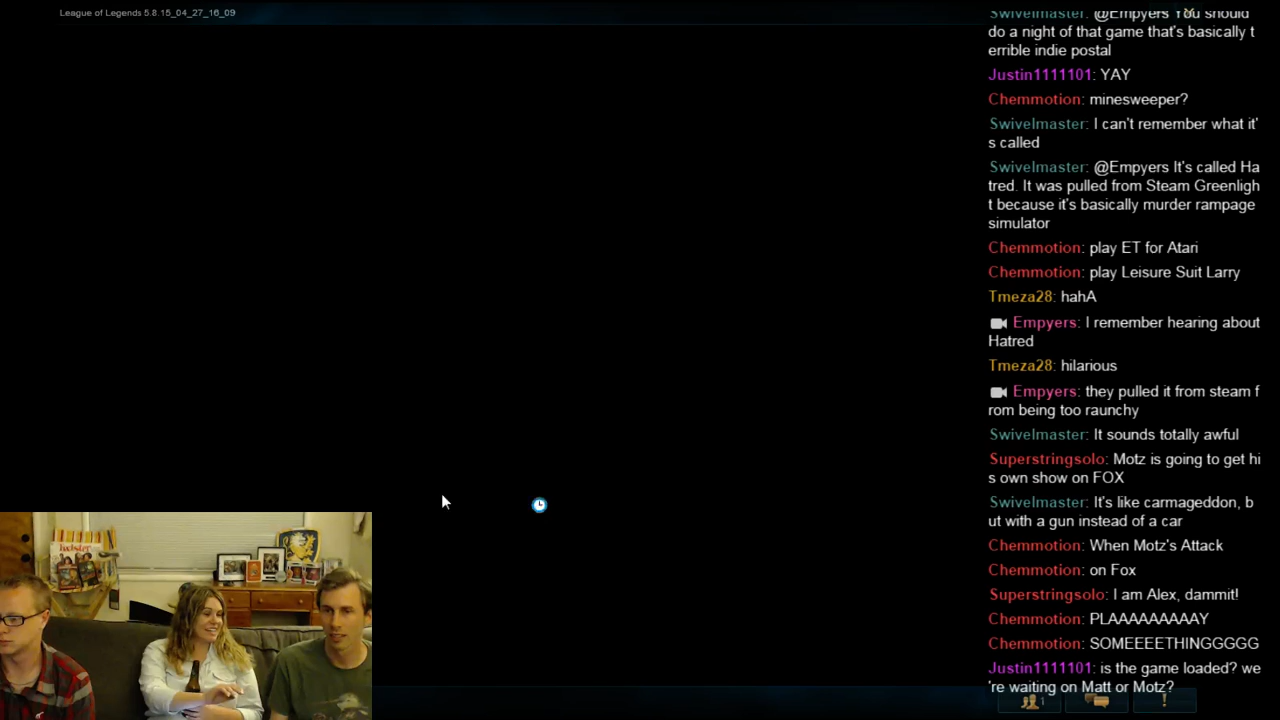 League of Legends 5.8.15_04_27_16_09
Swivelmaster: @Empyers You should
do a night of that game that's basically t
errible indie postal
Justin1111101: YAY
Chemmotion: minesweeper?
Swivelmaster: I can't remember what it'
s called
Swivelmaster: @Empyers It's called Ha
tred. It was pulled from Steam Greenligh
t because it's basically murder rampage
simulator
Chemmotion: play ET for Atari
Chemmotion: play Leisure Suit Larry
Tmeza28: hahA
Empyers: I remember hearing about
Hatred
Tmeza28: hilarious
Empyers: they pulled it from steam f
rom being too raunchy
Swivelmaster: It sounds totally awful
Superstringsolo: Motz is going to get hi
s own show on FOX
Swivelmaster: It's like carmageddon, b
ut with a gun instead of a car
Chemmotion: When Motz's Attack
Chemmotion: on Fox
Superstringsolo: I am Alex, dammit!
Chemmotion: PLAAAAAAAAY
Chemmotion: SOMEEEETHINGGGGG
Justin1111101: is the game loaded? we
're waiting on Matt or Motz?
1
Twister